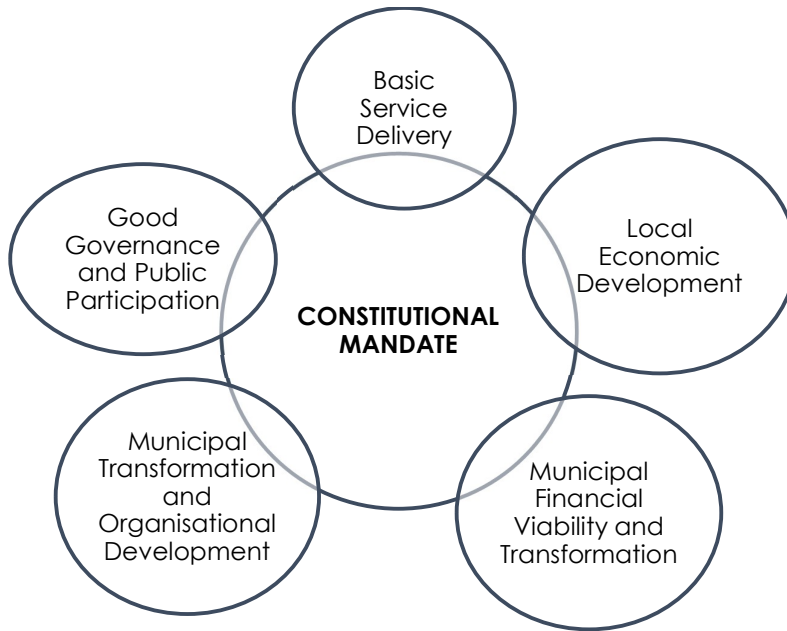 Basic
Service
Delivery
Local
Economic
Development
Municipal
Financial
Viability and
Transformation
Municipal
Transformation
and
Organisational
Development
Good
Governance
and Public
Participation
CONSTITUTIONAL
MANDATE